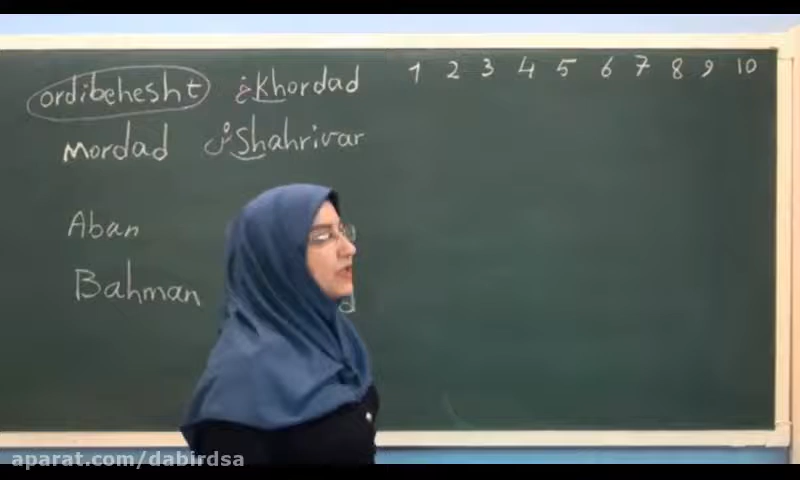 ordibehesht خ khordad 1 2 3 4 5 6 7 8 9 10
Mordad ش Shahrivar
Aban
Bahman
aparat.com/dabirdsa